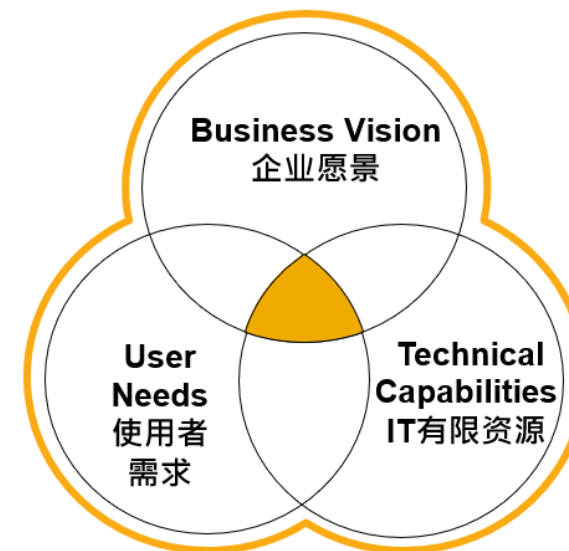 Business Vision
企业愿景
User
Needs
使用者
需求
Technical
Capabilities
IT有限资源